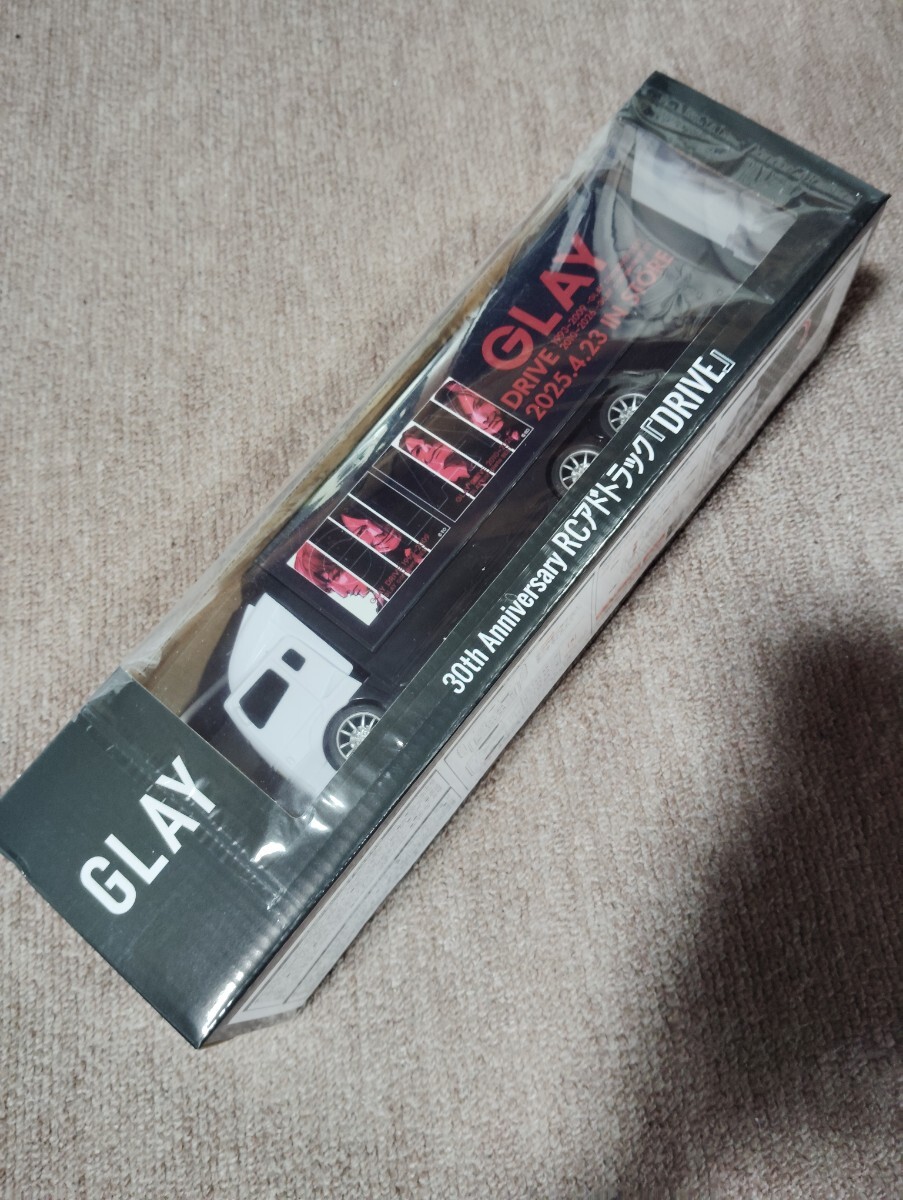 GLAY
DRIVE
2025.4.23 IN STORE
30th Anniversary RCアドトラック『DRIVE』
GLAY